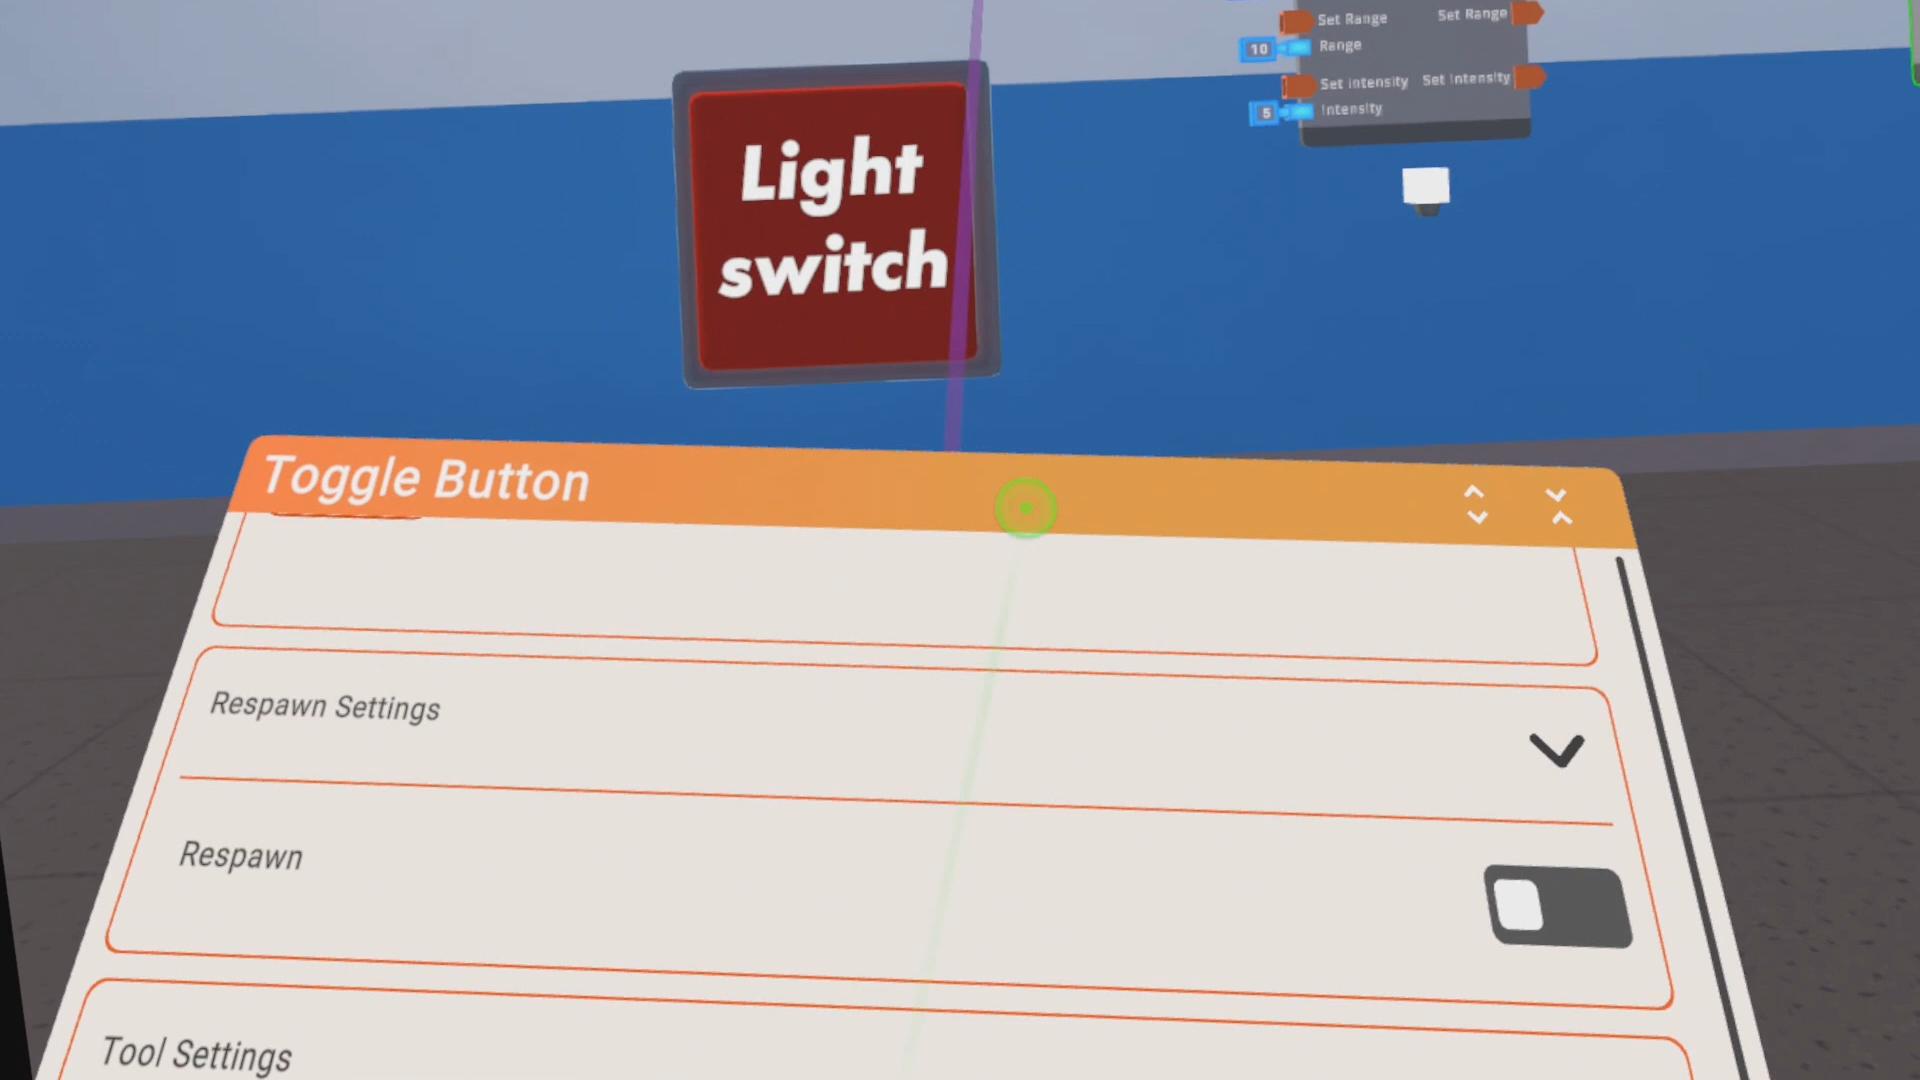 Set Range Set Range
10 Range
Set intensity Set Intensity
5 Intensity
Light
switch
Toggle Button
Respawn Settings
Respawn
Tool Settings